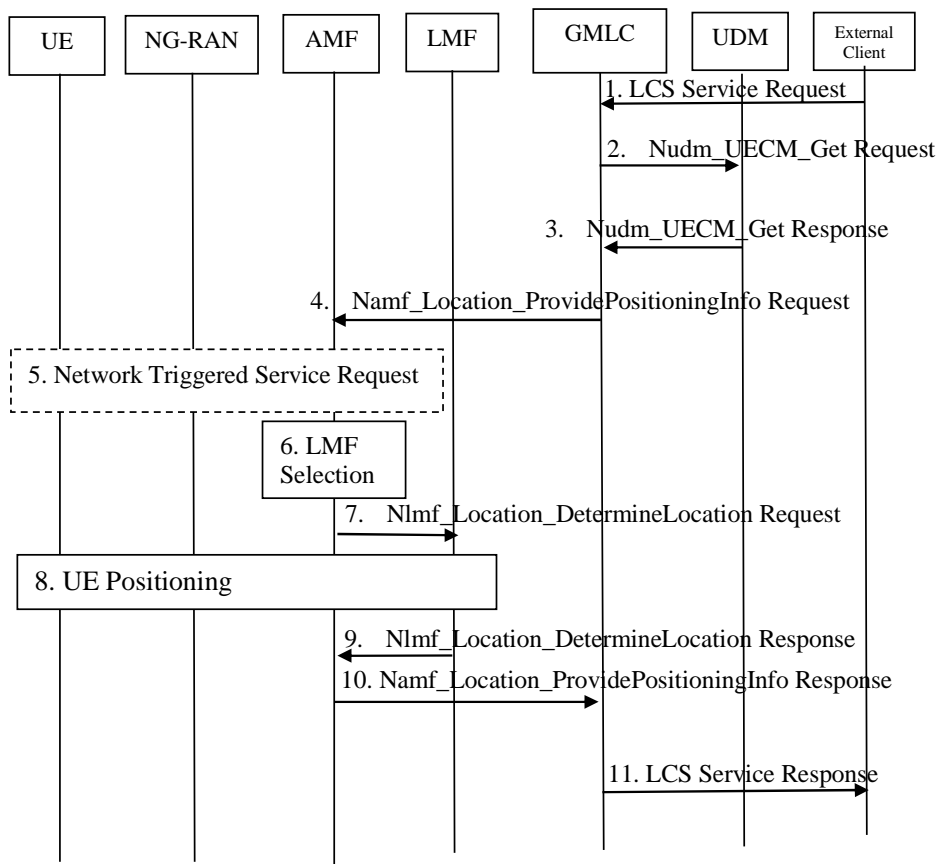 UE
NG-RAN
AMF
LMF
GMLC
UDM
External
Client
1. LCS Service Request
2. Nudm_UECM_Get Request
3. Nudm_UECM_Get Response
4. Namf_Location_ProvidePositioningInfo Request
5. Network Triggered Service Request
6. LMF
Selection
7. Nlmf_Location_DetermineLocation Request
8. UE Positioning
9. Nlmf_Location_DetermineLocation Response
10. Namf_Location_ProvidePositioningInfo Response
11. LCS Service Response